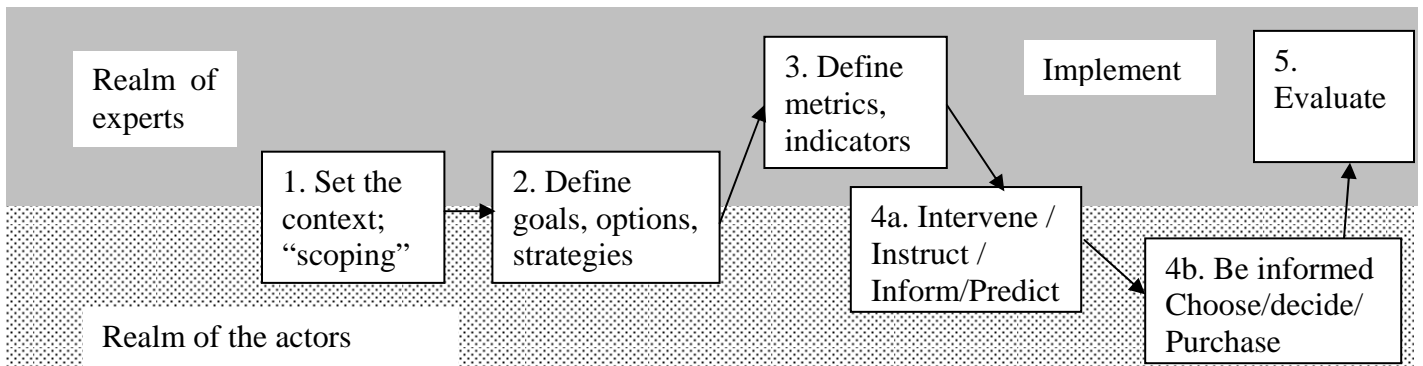 Realm of
experts
1. Set the
context;
“scoping”
2. Define
goals, options,
strategies
3. Define
metrics,
indicators
Implement
4a. Intervene /
Instruct /
Inform/Predict
4b. Be informed
Choose/decide/
Purchase
5.
Evaluate
Realm of the actors